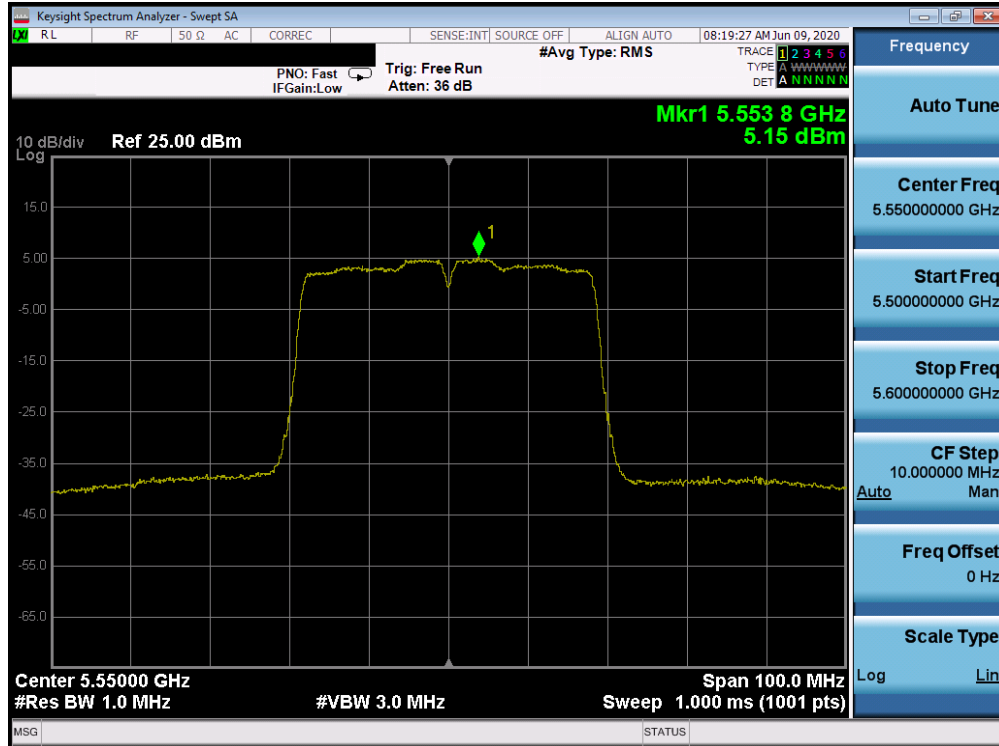 Keysight Spectrum Analyzer - Swept SA
LXI RL RF 50 Ω AC CORREC SENSE:INT SOURCE OFF ALIGN AUTO 08:19:27 AM Jun 09, 2020
#Avg Type: RMS TRACE 1 2 3 4 5 6
PNO: Fast Trig: Free Run TYPE A WWWWW
IFGain:Low Atten: 36 dB DET A N N N N N
Mkr1 5.553 8 GHz
5.15 dBm
10 dB/div Ref 25.00 dBm
Log
1
15.0
5.00
-5.00
-15.0
-25.0
-35.0
-45.0
-55.0
-65.0
Center 5.55000 GHz Span 100.0 MHz
#Res BW 1.0 MHz #VBW 3.0 MHz Sweep 1.000 ms (1001 pts)
MSG STATUS
Frequency
Auto Tune
Center Freq
5.550000000 GHz
Start Freq
5.500000000 GHz
Stop Freq
5.600000000 GHz
CF Step
10.000000 MHz
Auto Man
Freq Offset
0 Hz
Scale Type
Log Lin